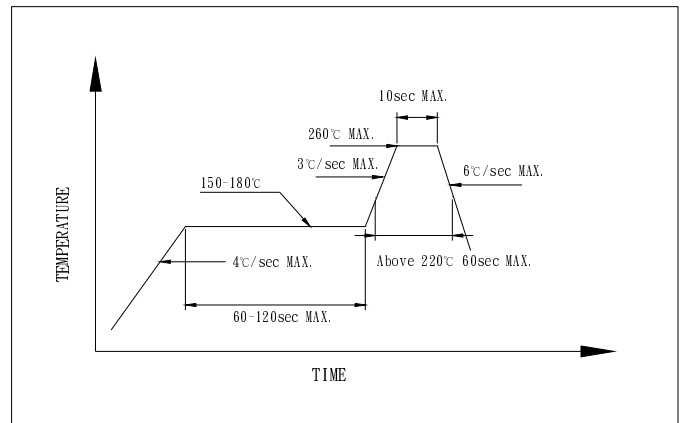 10sec MAX.
260℃ MAX.
3℃/sec MAX.
6℃/sec MAX.
150-180℃
TEMPERATURE
4℃/sec MAX.
Above 220℃ 60sec MAX.
60-120sec MAX.
TIME